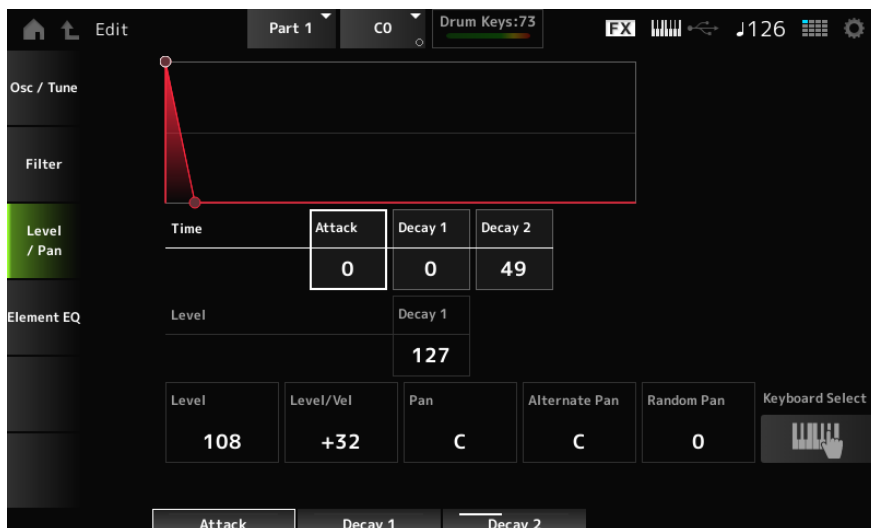 Edit
Part 1
C0
Drum Keys:73
FX
♩126
Osc / Tune
Filter
Level
/ Pan
Element EQ
Time
Attack
Decay 1
Decay 2
0
0
49
Level
Decay 1
127
Level
Level/Vel
Pan
Alternate Pan
Random Pan
Keyboard Select
108
+32
C
C
0
Attack
Decay 1
Decay 2